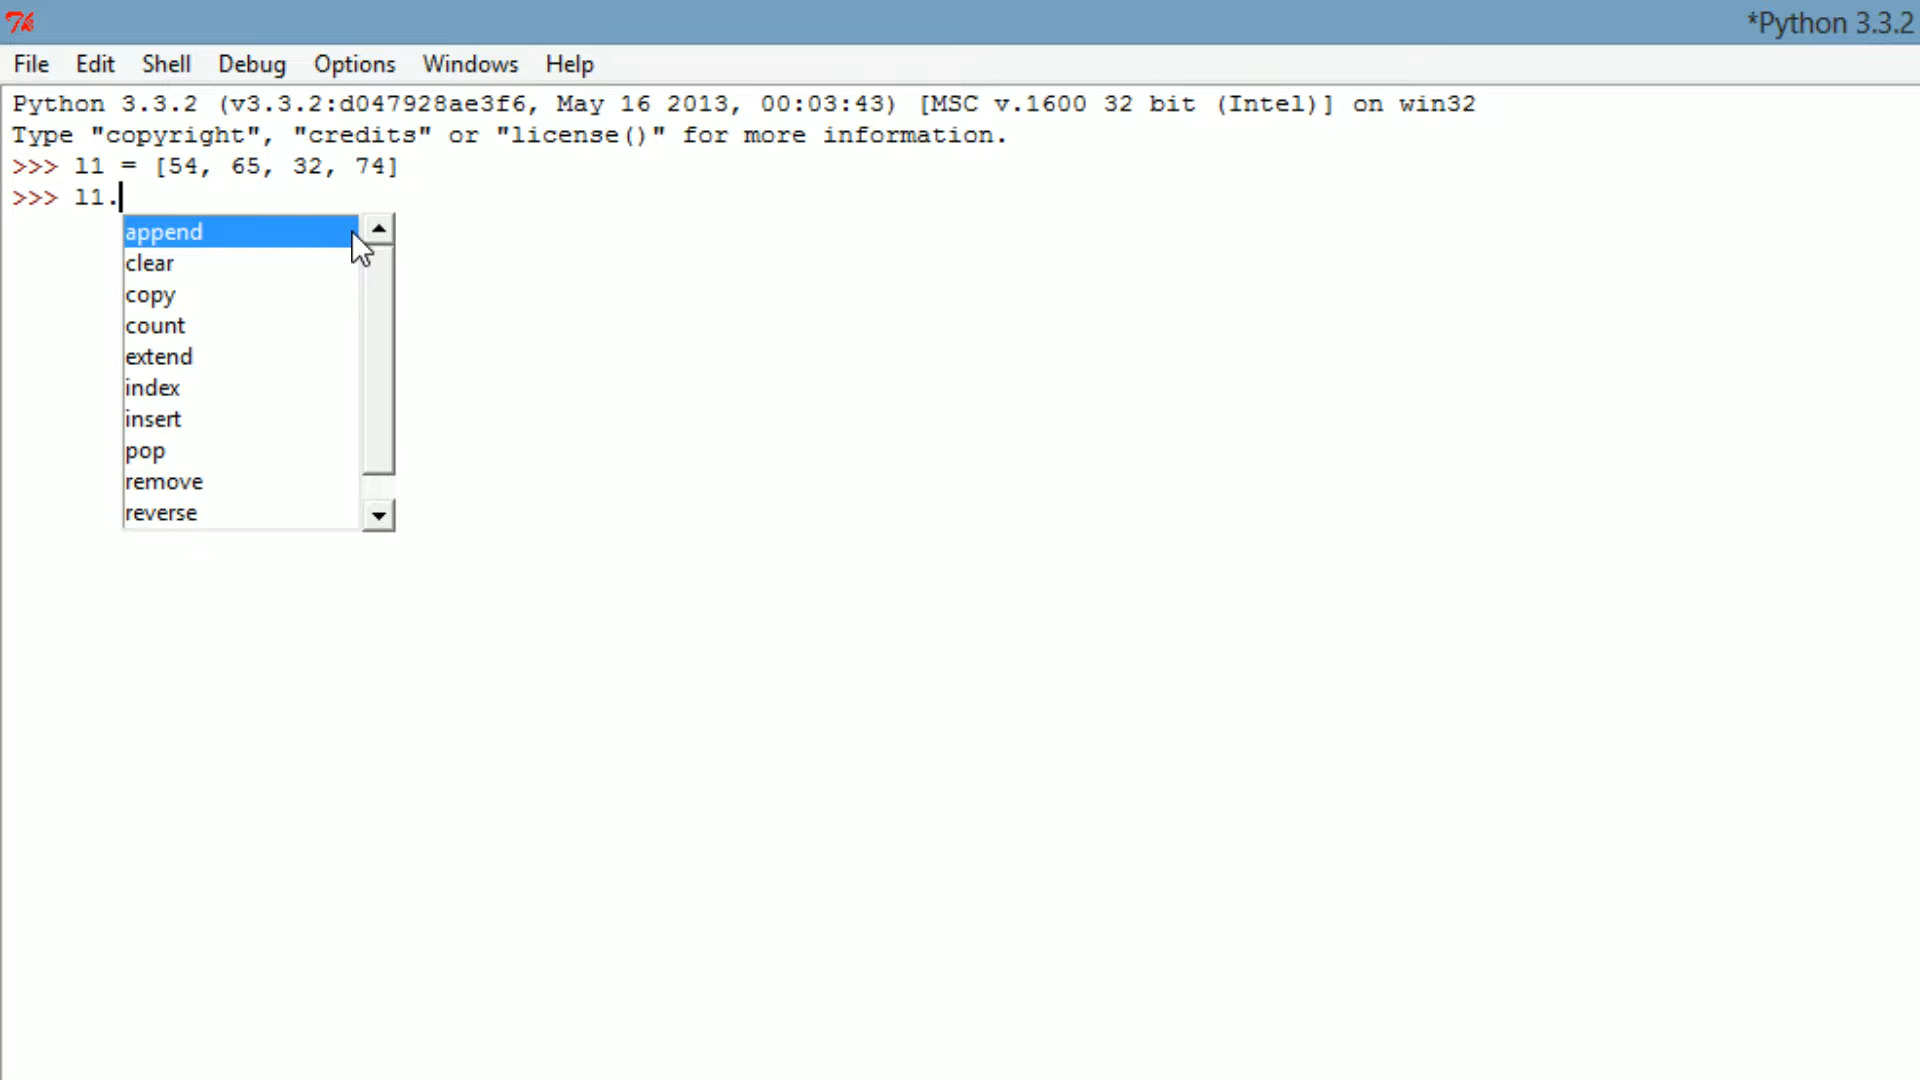 *Python 3.3.2
File Edit Shell Debug Options Windows Help
Python 3.3.2 (v3.3.2:d047928ae3f6, May 16 2013, 00:03:43) [MSC v.1600 32 bit (Intel)] on win32
Type "copyright", "credits" or "license()" for more information.
>>> l1 = [54, 65, 32, 74]
>>> l1.
append
clear
copy
count
extend
index
insert
pop
remove
reverse